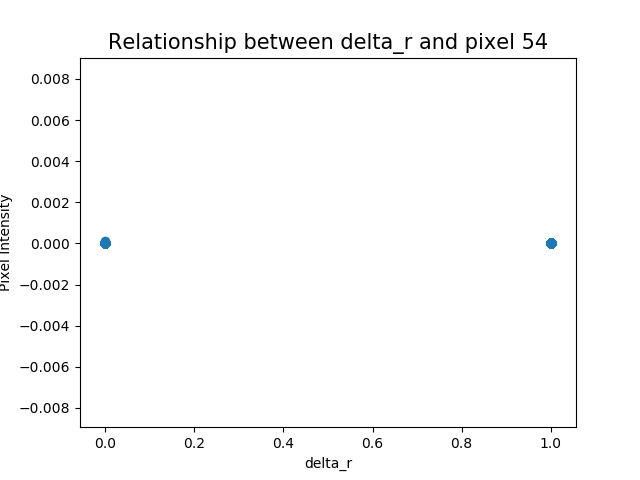 Relationship between delta_r and pixel 54
0.008
0.006
0.004
0.002
0.000
−0.002
−0.004
−0.006
−0.008
Pixel Intensity
0.0 0.2 0.4 0.6 0.8 1.0
delta_r